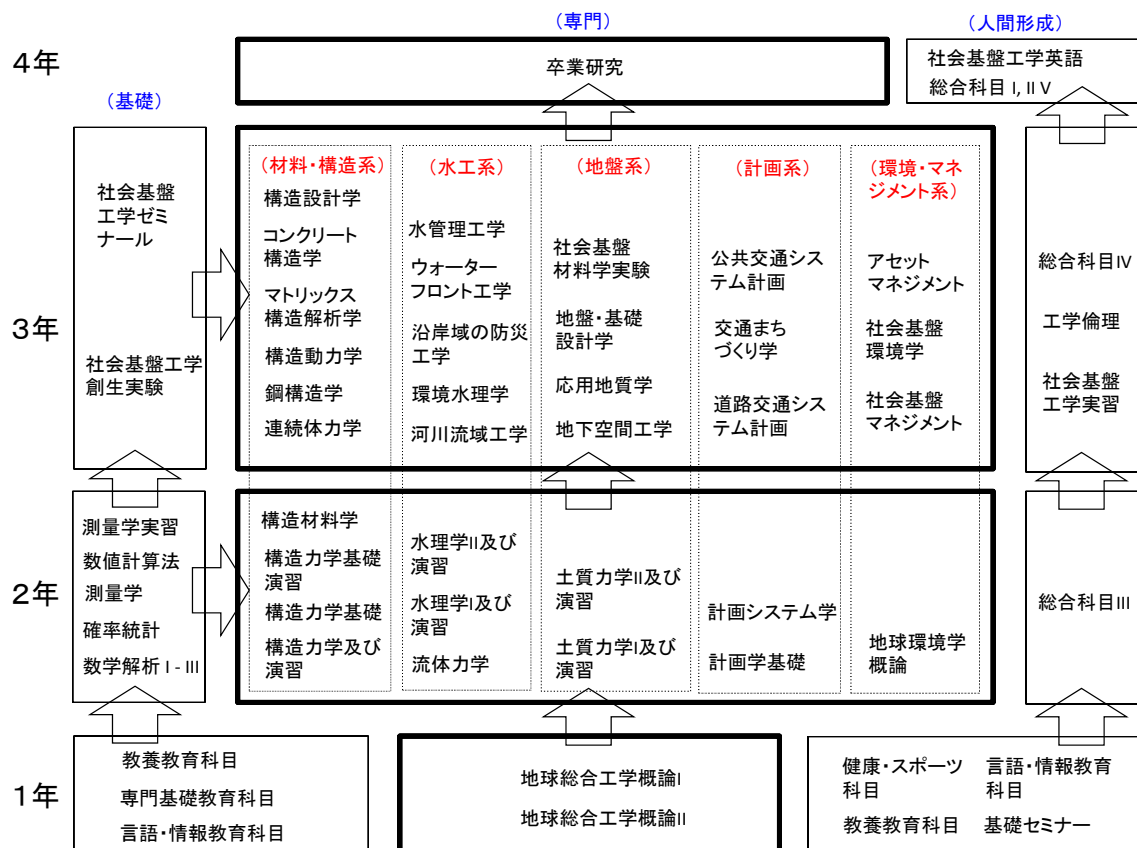 （専門）
（人間形成）
4年
卒業研究
社会基盤工学英語
総合科目 I, II V
（基礎）
3年
社会基盤
工学ゼミ
ナール
社会基盤工学
創生実験
（材料・構造系）
構造設計学
コンクリート
構造学
マトリックス
構造解析学
構造動力学
鋼構造学
連続体力学
（水工系）
水管理工学
ウォーター
フロント工学
沿岸域の防災
工学
環境水理学
河川流域工学
（地盤系）
社会基盤
材料学実験
地盤・基礎
設計学
応用地質学
地下空間工学
（計画系）
公共交通シス
テム計画
交通まち
づくり学
道路交通シス
テム計画
（環境・マネ
ジメント系）
アセット
マネジメント
社会基盤
環境学
社会基盤
マネジメント
総合科目IV
工学倫理
社会基盤
工学実習
2年
測量学実習
数値計算法
測量学
確率統計
数学解析 I - III
構造材料学
構造力学基礎
演習
構造力学基礎
構造力学及び
演習
水理学II及び
演習
水理学I及び
演習
流体力学
土質力学II及び
演習
土質力学I及び
演習
計画システム学
計画学基礎
地球環境学
概論
総合科目III
1年
教養教育科目
専門基礎教育科目
言語・情報教育科目
地球総合工学概論I
地球総合工学概論II
健康・スポーツ
科目
言語・情報教育
科目
教養教育科目
基礎セミナー